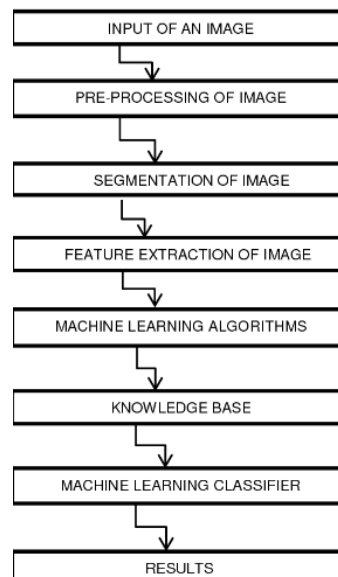 INPUT OF AN IMAGE
PRE-PROCESSING OF IMAGE
SEGMENTATION OF IMAGE
FEATURE EXTRACTION OF IMAGE
MACHINE LEARNING ALGORITHMS
KNOWLEDGE BASE
MACHINE LEARNING CLASSIFIER
RESULTS